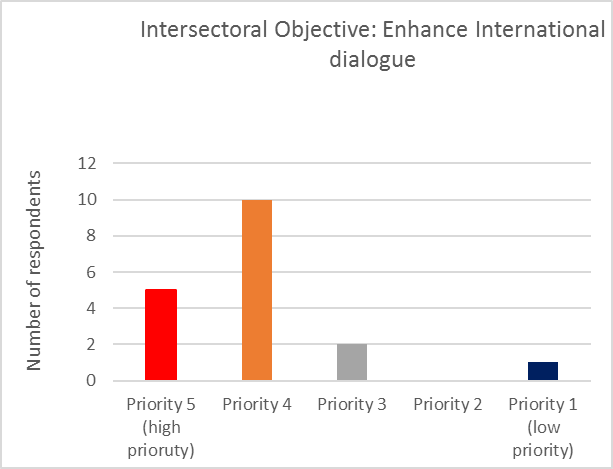 Intersectoral Objective: Enhance International
dialogue
Number of respondents
12
10
8
6
4
2
0
Priority 5
(high
prioruty)
Priority 4
Priority 3
Priority 2
Priority 1
(low
priority)